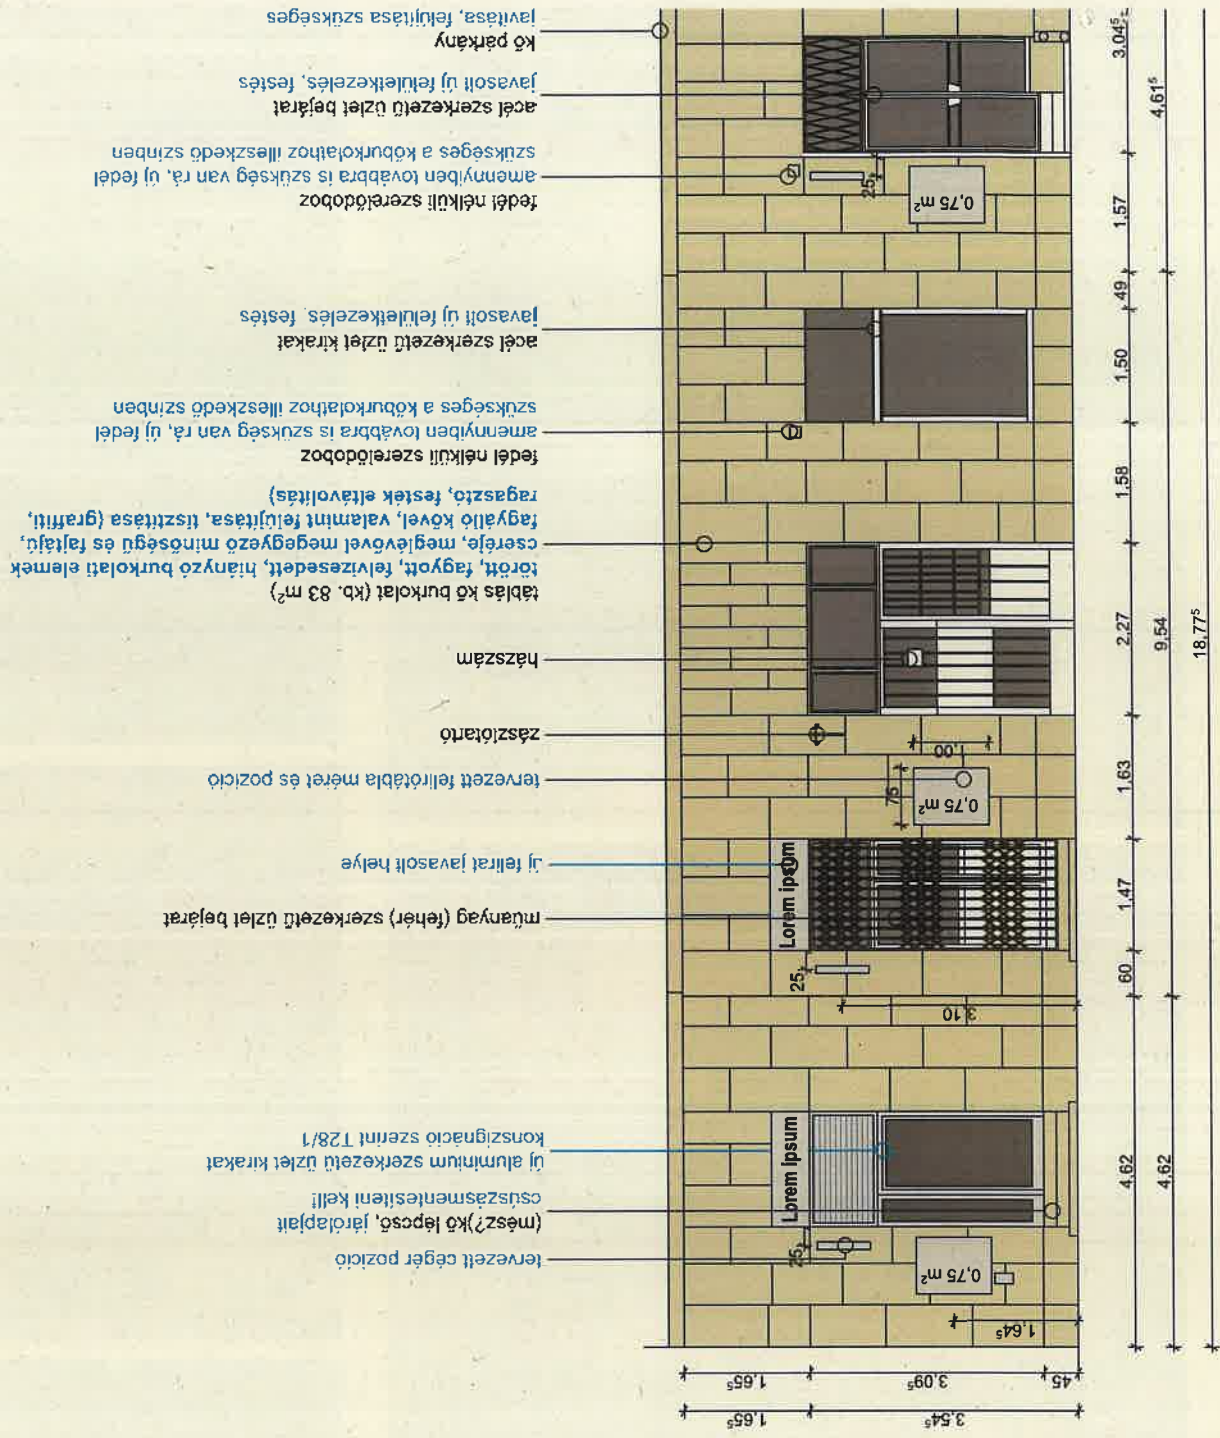 3,54⁵
1,65⁵
45
3,09⁵
1,65⁵
1,64⁵
tervezett cégér pozíció
(mész?)kő lépcső, járólapjait
csúszásmentesíteni kell!
új alumínium szerkezetű üzlet kirakat
konszignáció szerint T28/1
műanyag (fehér) szerkezetű üzlet bejárat
új felirat javasolt helye
tervezett felirótábla méret és pozíció
zászlótartó
házszám
táblás kő burkolat (kb. 83 m²)
törött, fagyott, felvizesedett, hiányzó burkolati elemek
cseréje, meglévővel megegyező minőségű és fajtájú,
fagyálló kővel, valamint felújítása, tisztítása (graffiti,
ragasztó, festék eltávolítás)
fedél nélküli szerelődoboz
amennyiben továbbra is szükség van rá, új fedél
szükséges a kőburkolathoz illeszkedő színben
acél szerkezetű üzlet kirakat
javasolt új felületkezelés, festés
fedél nélküli szerelődoboz
amennyiben továbbra is szükség van rá, új fedél
szükséges a kőburkolathoz illeszkedő színben
acél szerkezetű üzlet bejárat
javasolt új felületkezelés, festés
kő párkány
javítása, felújítása szükséges
0,75 m²
25
Lorem ipsum
3,10
25
Lorem ipsum
0,75 m²
75
1,00
0,75 m²
25
4,62
60
1,47
1,63
2,27
1,58
1,50
49
1,57
3,04⁵
4,62
9,54
4,61⁵
18,77⁵